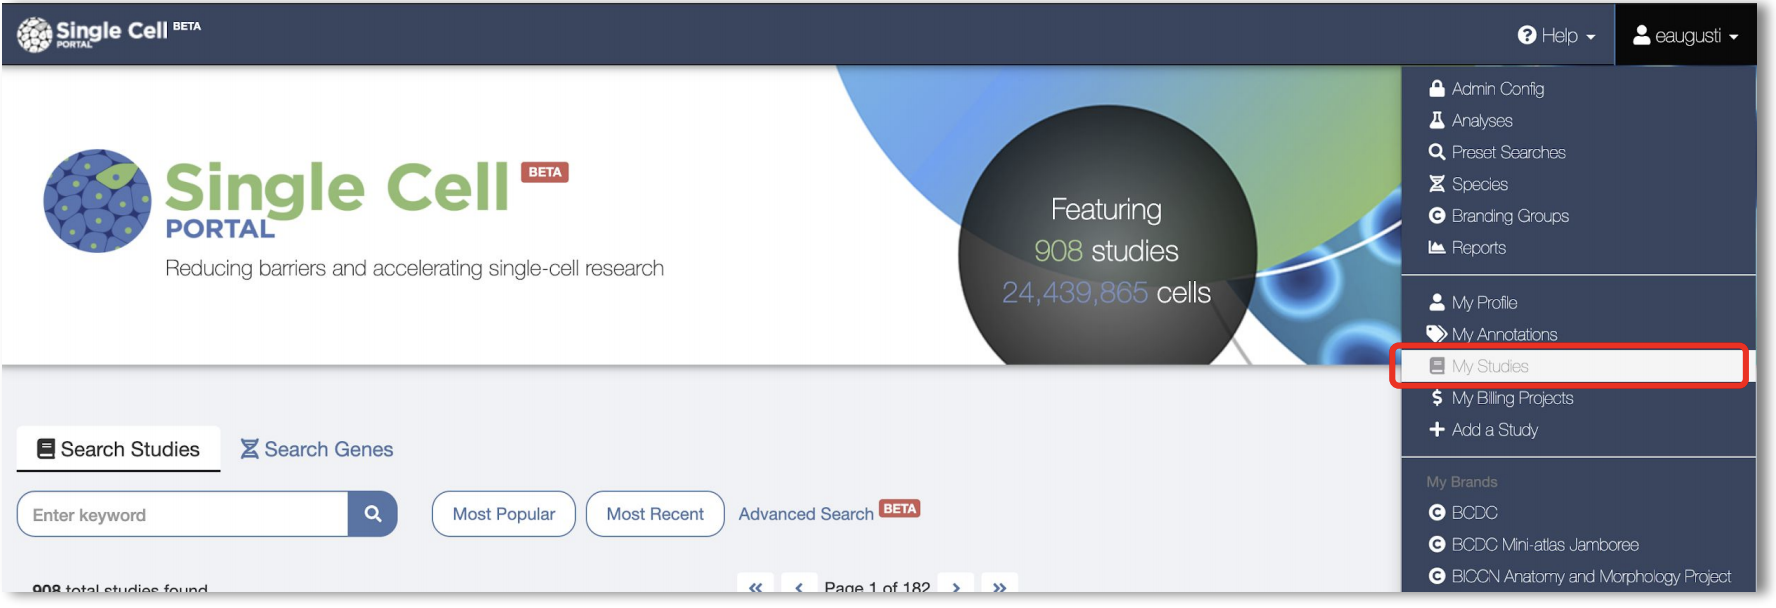 Single Cell BETA
PORTAL
Help
eaugusti
Single Cell BETA
PORTAL
Reducing barriers and accelerating single-cell research
Featuring
908 studies
24,439,865 cells
Admin Config
Analyses
Preset Searches
Species
Branding Groups
Reports
My Profile
My Annotations
My Studies
My Billing Projects
Add a Study
My Brands
BCDC
BCDC Mini-atlas Jamboree
BICCN Anatomy and Morphology Project
Search Studies
Search Genes
Enter keyword
Most Popular
Most Recent
Advanced Search BETA
908 total studies found
« ‹ Page 1 of 182 › »